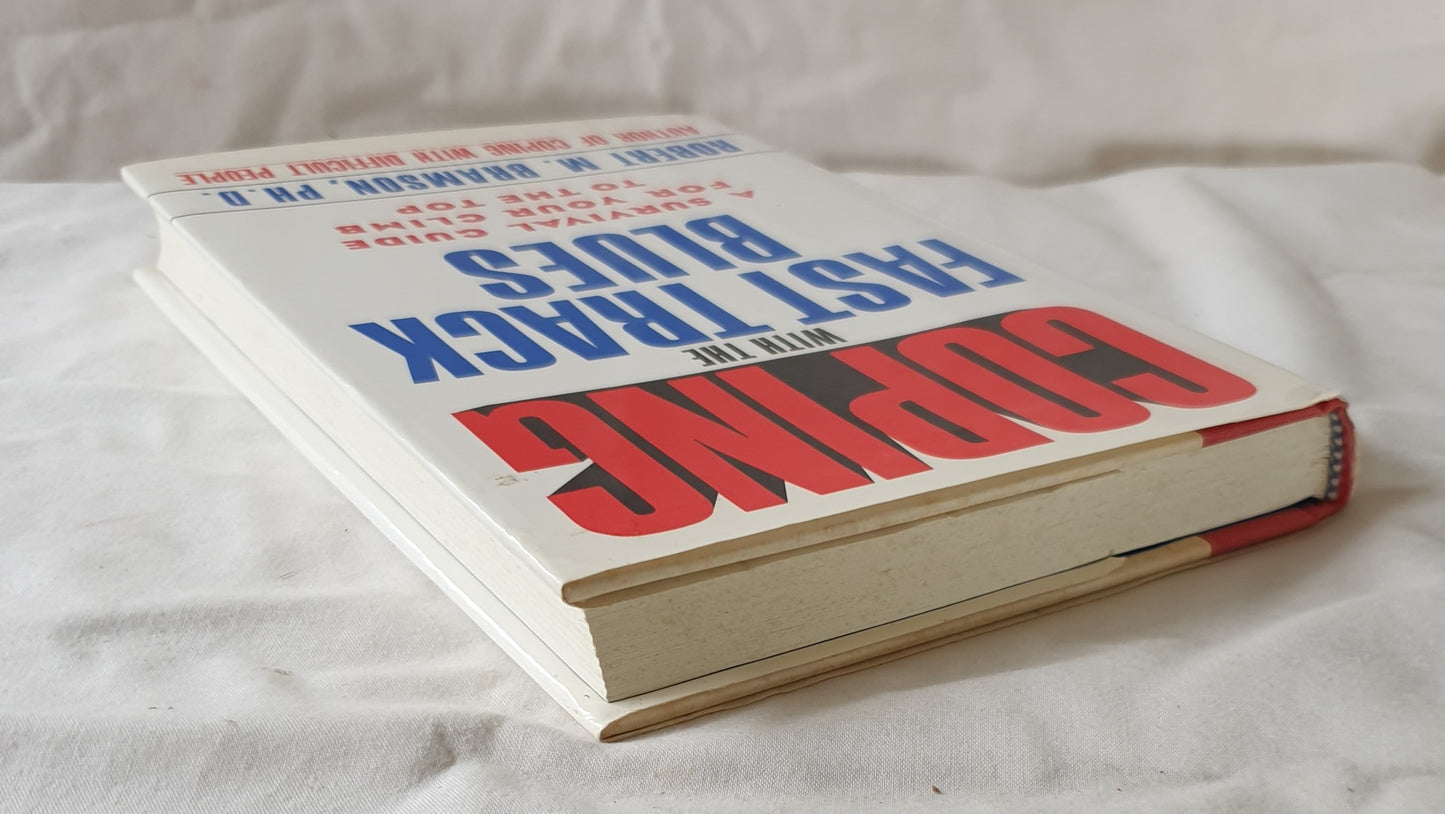 COPING
WITH THE
FAST TRACK
BLUES
A SURVIVAL GUIDE
FOR YOUR CLIMB
TO THE TOP
ROBERT M. BRAMSON, PH.D.
AUTHOR OF COPING WITH DIFFICULT PEOPLE